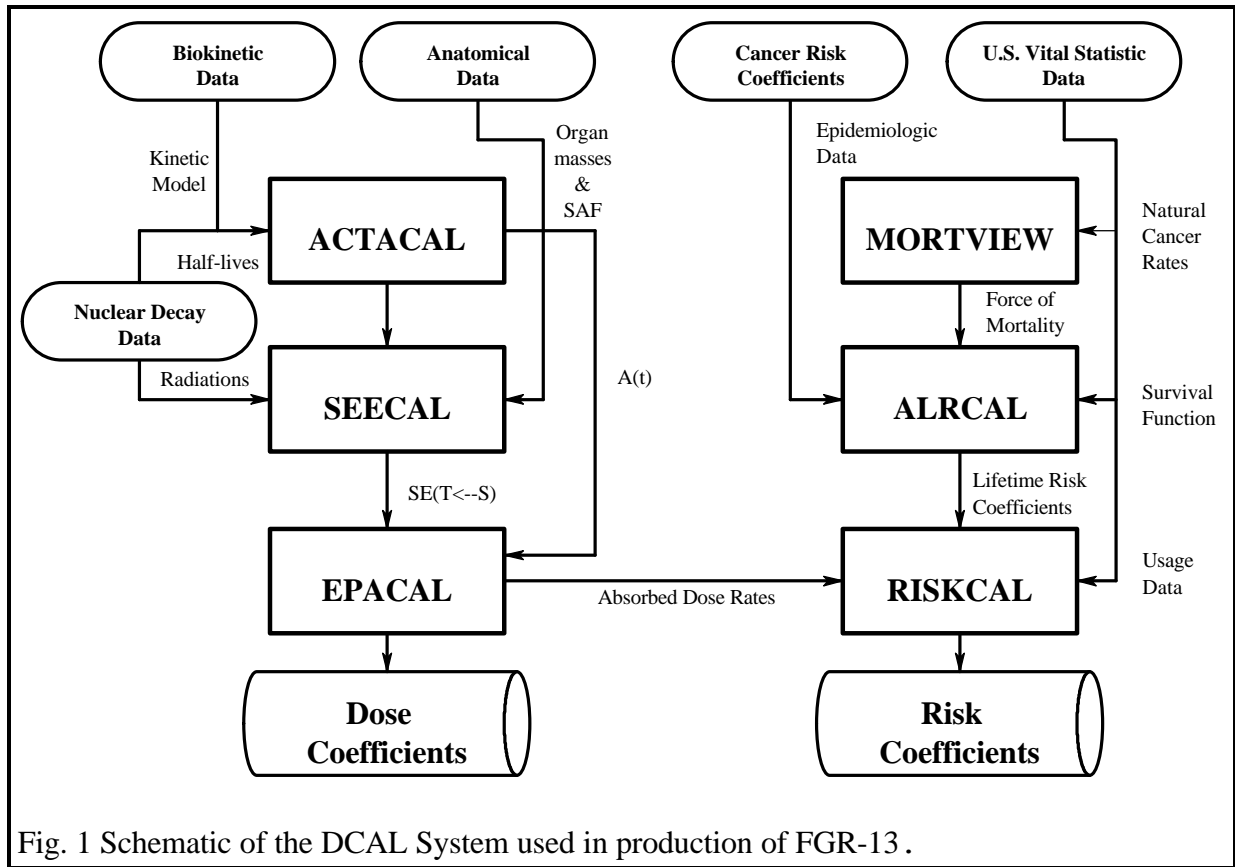 Biokinetic
Data
Anatomical
Data
Cancer Risk
Coefficients
U.S. Vital Statistic
Data
Kinetic
Model
Organ
masses
&
SAF
Epidemiologic
Data
ACTACAL
MORTVIEW
Natural
Cancer
Rates
Half-lives
Nuclear Decay
Data
Force of
Mortality
Radiations
SEECAL
A(t)
ALRCAL
Survival
Function
SE(T<--S)
Lifetime Risk
Coefficients
EPACAL
Absorbed Dose Rates
RISKCAL
Usage
Data
Dose
Coefficients
Risk
Coefficients
Fig. 1 Schematic of the DCAL System used in production of FGR-13.